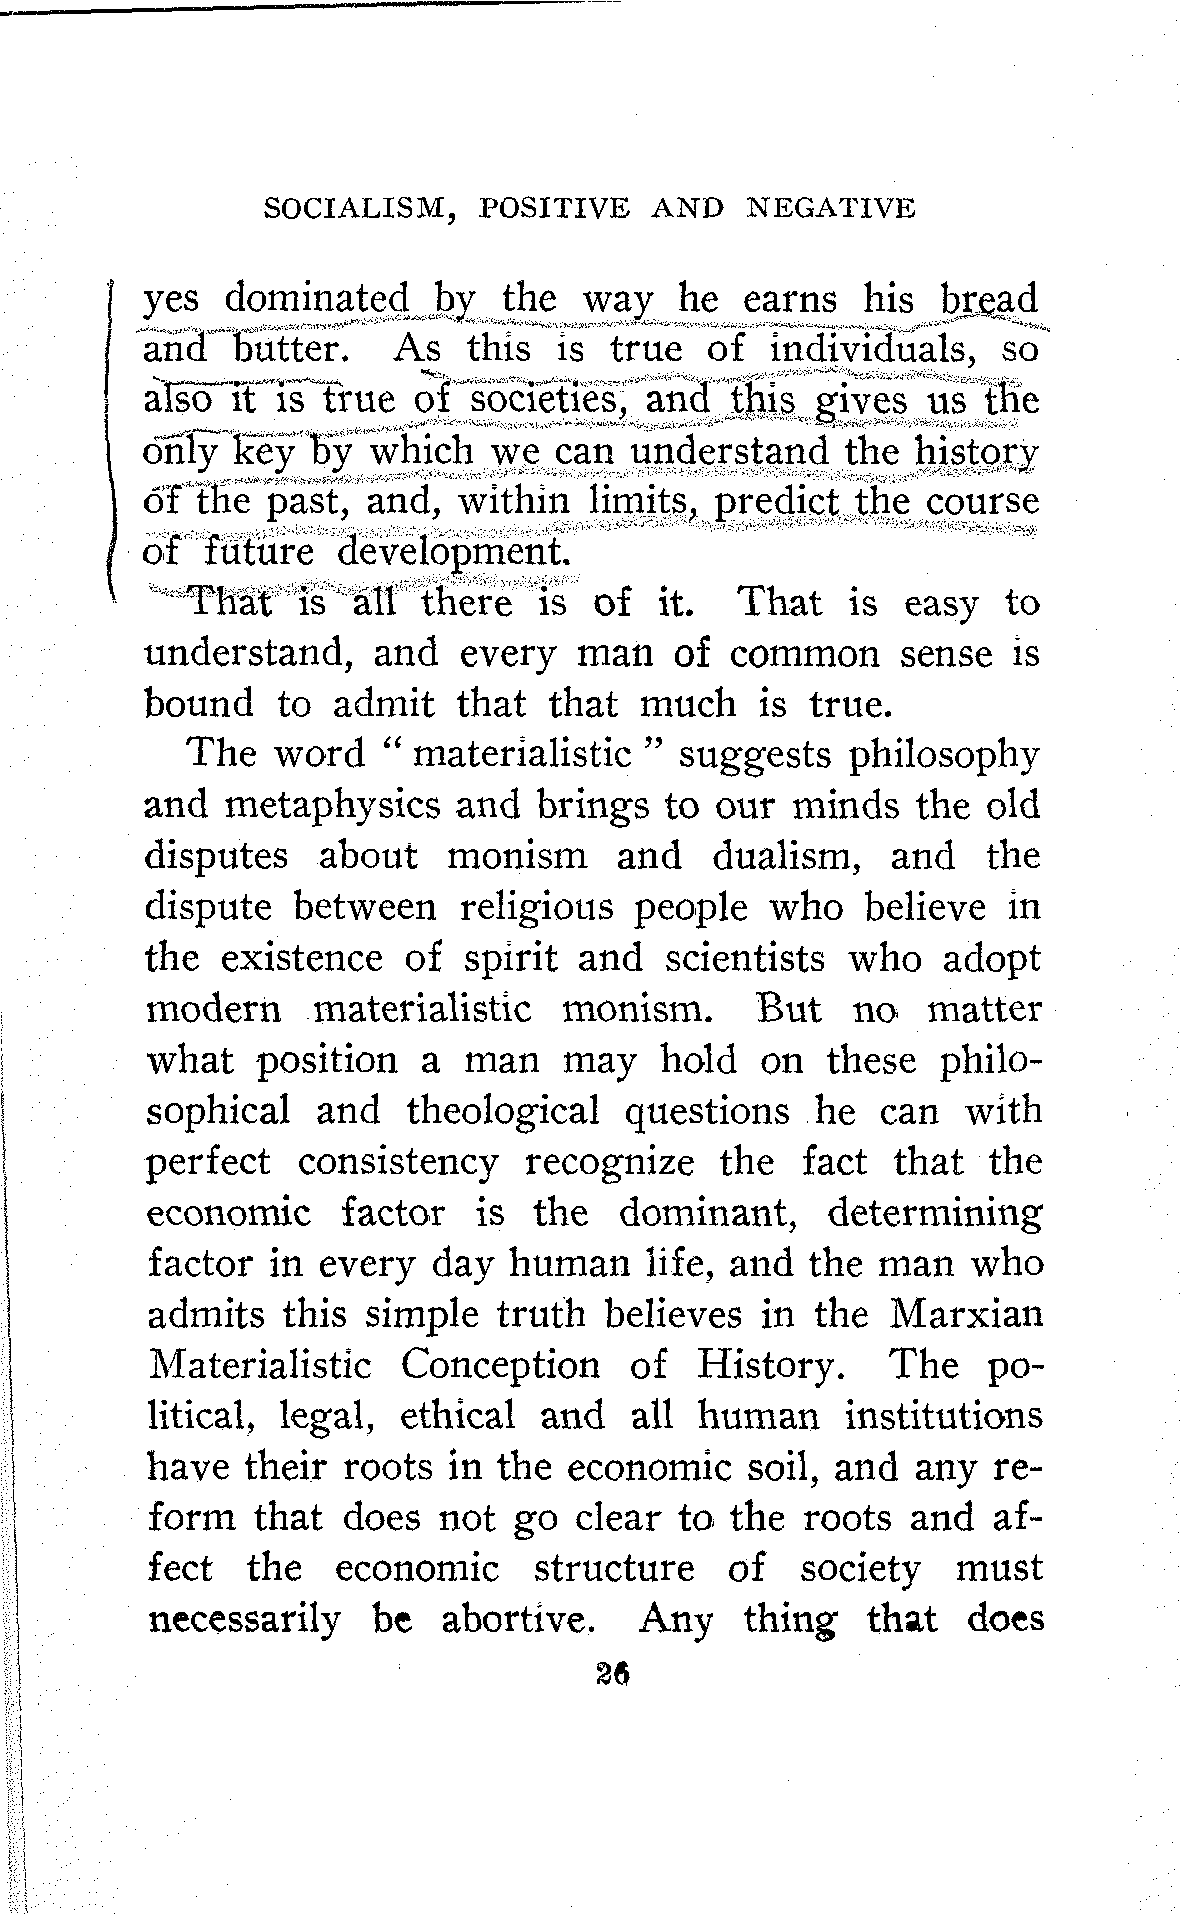 SOCIALISM, POSITIVE AND NEGATIVE
yes dominated by the way he earns his bread
and butter. As this is true of individuals, so
also it is true of societies, and this gives us the
only key by which we can understand the history
of the past, and, within limits, predict the course
of future development.
That is all there is of it. That is easy to
understand, and every man of common sense is
bound to admit that that much is true.
The word " materialistic " suggests philosophy
and metaphysics and brings to our minds the old
disputes about monism and dualism, and the
dispute between religious people who believe in
the existence of spirit and scientists who adopt
modern materialistic monism. But no matter
what position a man may hold on these philo-
sophical and theological questions he can with
perfect consistency recognize the fact that the
economic factor is the dominant, determining
factor in every day human life, and the man who
admits this simple truth believes in the Marxian
Materialistic Conception of History. The po-
litical, legal, ethical and all human institutions
have their roots in the economic soil, and any re-
form that does not go clear to the roots and af-
fect the economic structure of society must
necessarily be abortive. Any thing that does
26